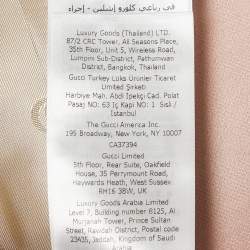 في رباعي كلورو إيثيلين - إجراء
Luxury Goods (Thailand) LTD.
87/2 CRC Tower, All Seasons Place,
35th Floor, Unit 5, Wireless Road,
Lumpini Sub-District, Pathumwan
District, Bangkok, Thailand
Gucci Turkey Lüks Ürünler Ticaret
Limited Şirketi
Harbiye Mah. Abdi İpekçi Cad. Polat
Pasaj NO: 63 İç Kapı NO: 1 Şişli /
İstanbul
The Gucci America Inc.
195 Broadway, New York, NY 10007
CA37394
Gucci Limited
5th Floor, Rear Suite, Oakfield
House, 35 Perrymount Road,
Haywards Heath, West Sussex
RH16 3BW, UK
Luxury Goods Arabia Limited
Level 7, Building number 8125, Al
Murjanah Tower, Prince Sultan
Street, Rawdah District, Postal code
23435, Jeddah, Kingdom of Saudi
Arabia